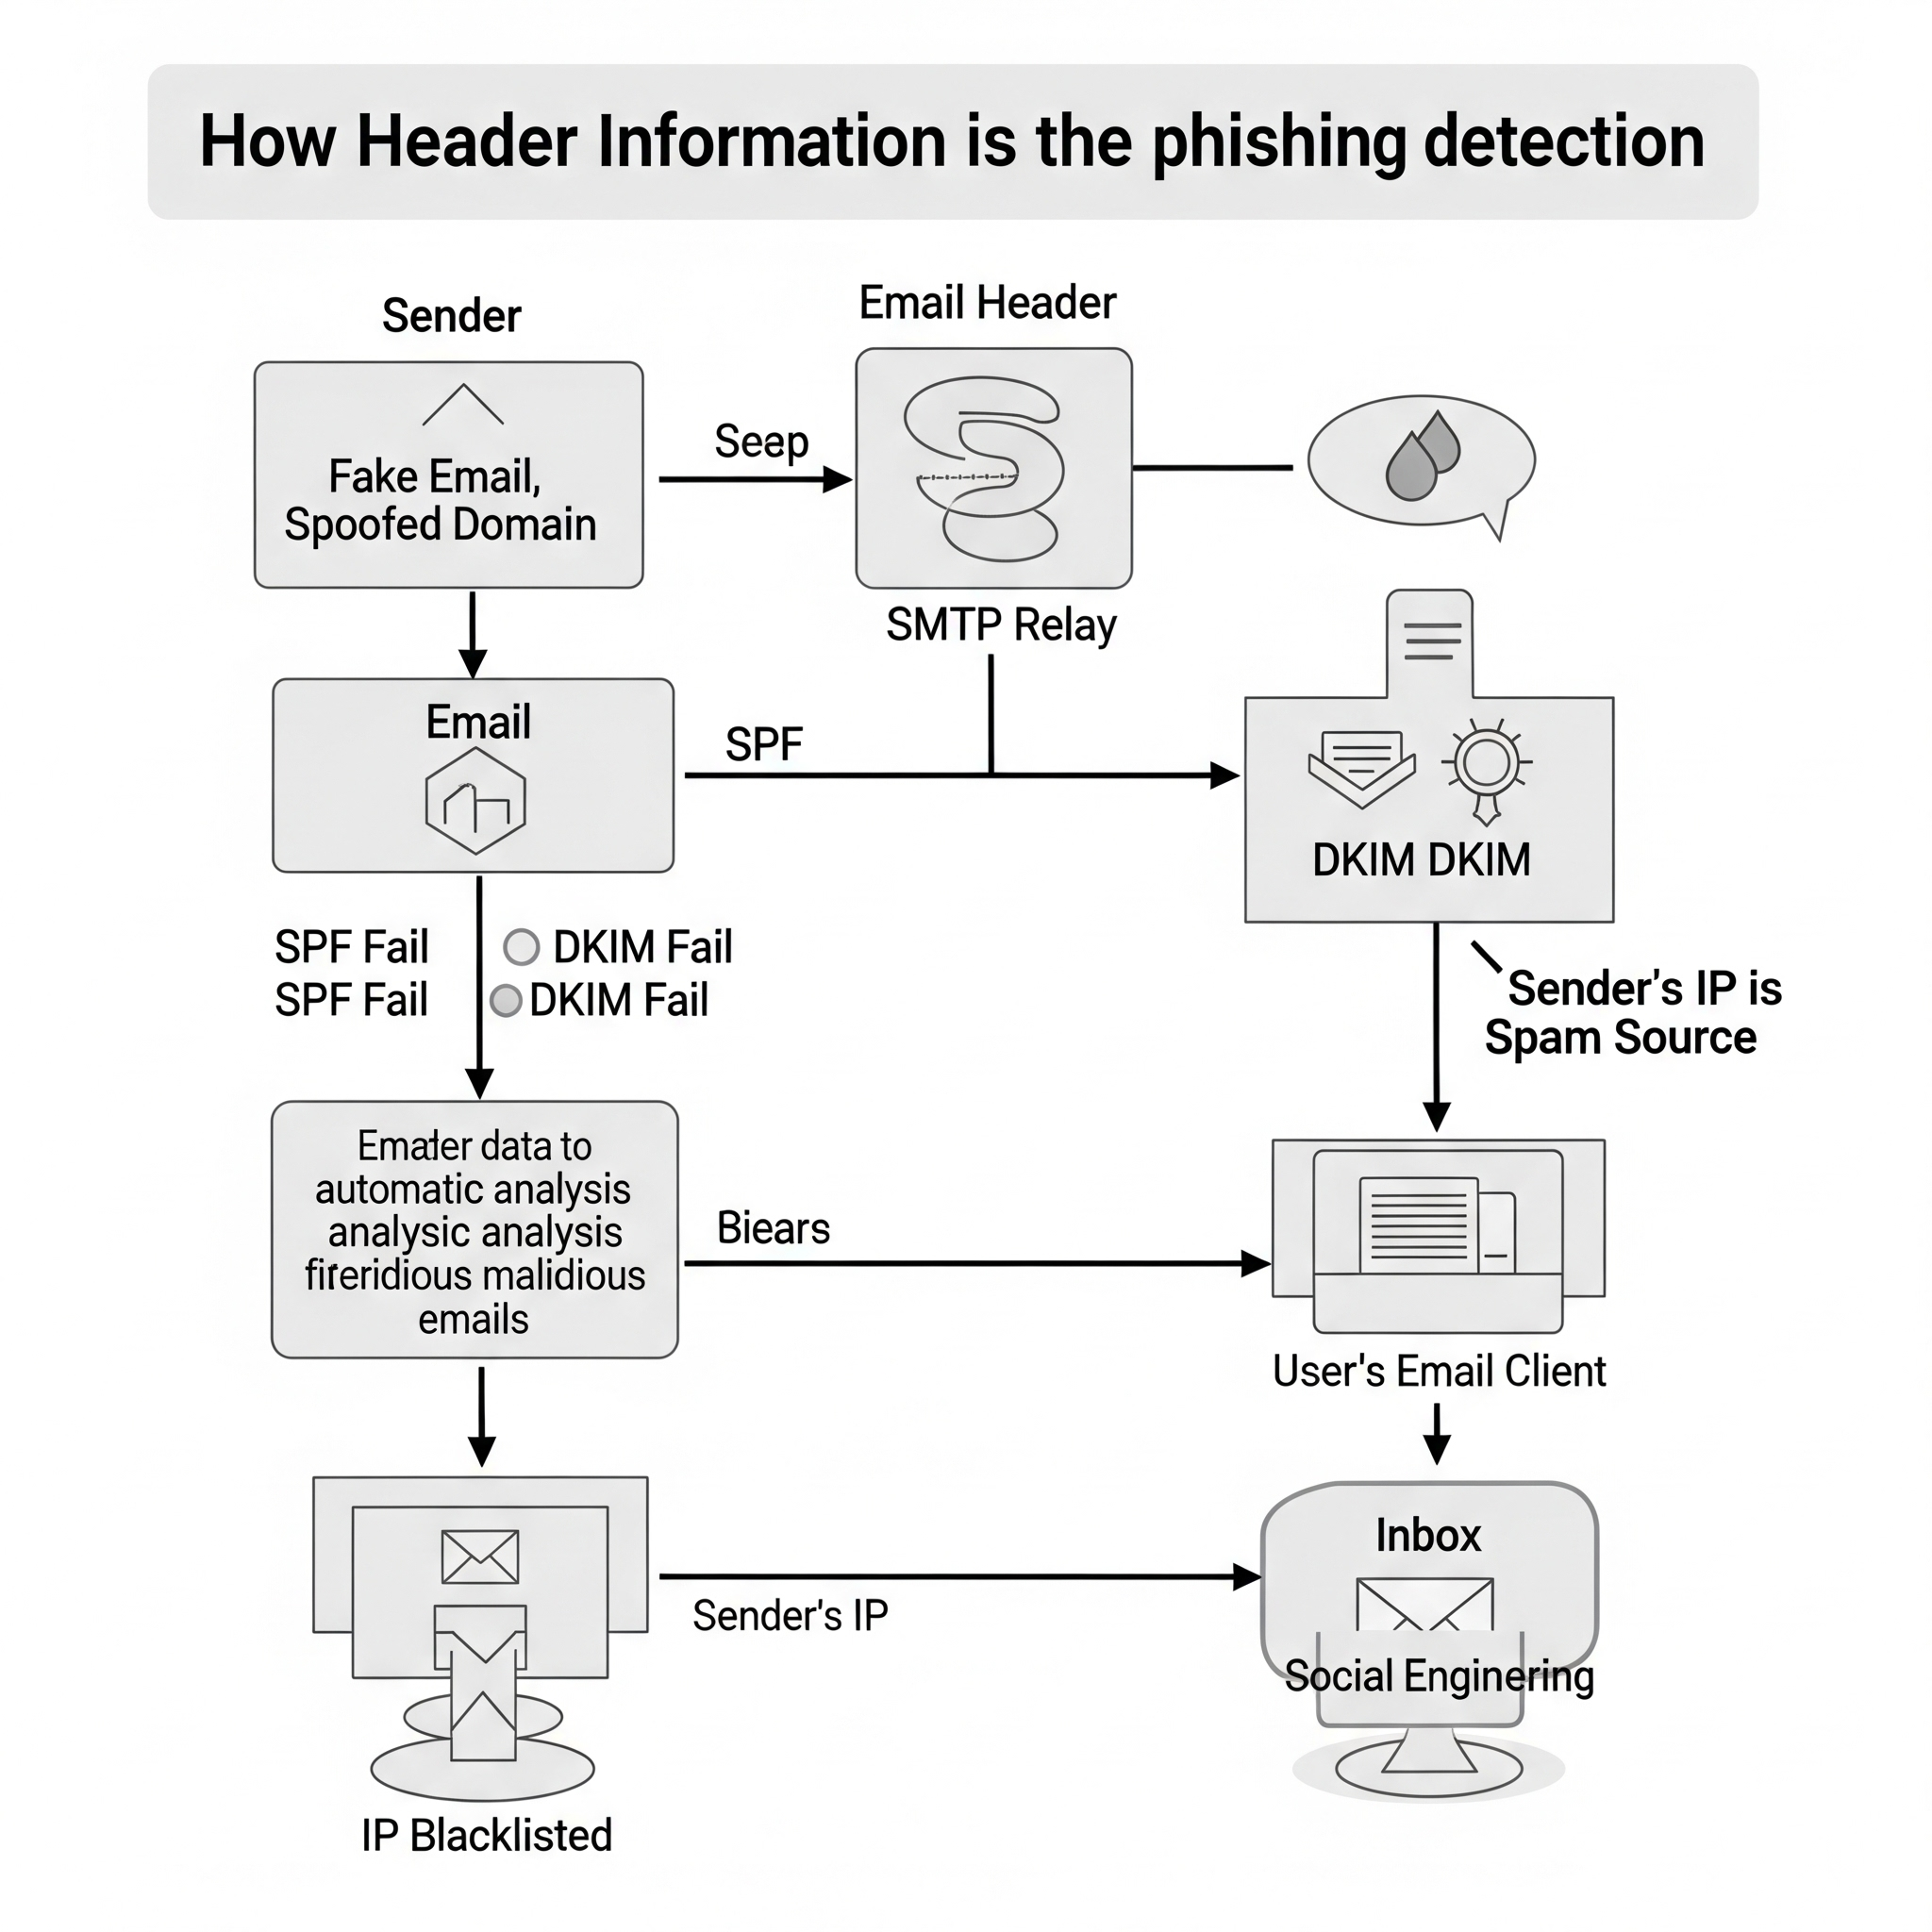 How Header Information is the phishing detection
Sender
Email Header
Fake Email,
Spoofed Domain
Seep
SMTP Relay
Email
SPF
DKIM DKIM
SPF Fail
DKIM Fail
SPF Fail
DKIM Fail
Sender's IP is
Spam Source
Emater data to
automatic analysis
analysic analysis
fireridious malidious
emails
Biears
User's Email Client
Inbox
Sender's IP
Social Enginering
IP Blacklisted